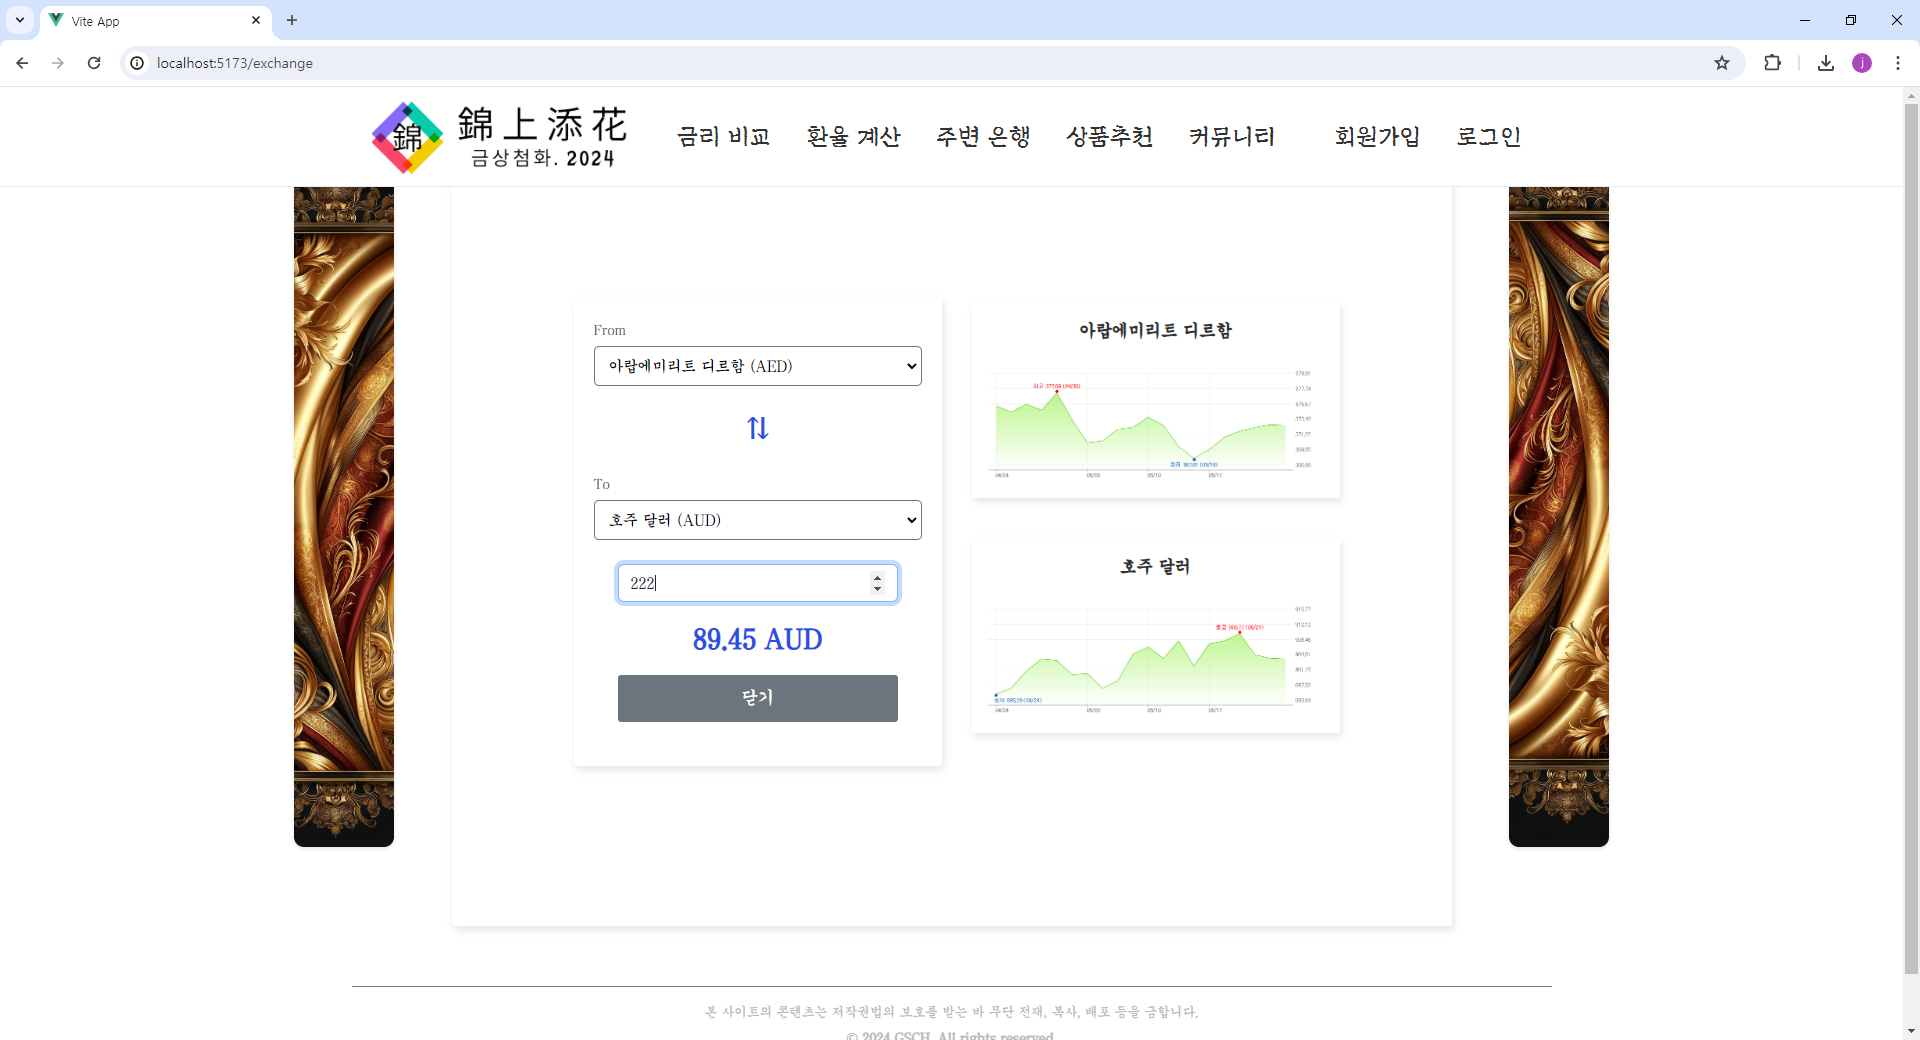 Vite App
localhost:5173/exchange
錦
錦上添花
금상첨화. 2024
금리 비교
환율 계산
주변 은행
상품추천
커뮤니티
회원가입
로그인
From
아랍에미리트 디르함 (AED)
To
호주 달러 (AUD)
222
89.45 AUD
닫기
아랍에미리트 디르함
호주 달러
본 사이트의 콘텐츠는 저작권법의 보호를 받는 바 무단 전재, 복사, 배포 등을 금합니다.
© 2024 GSCH. All rights reserved